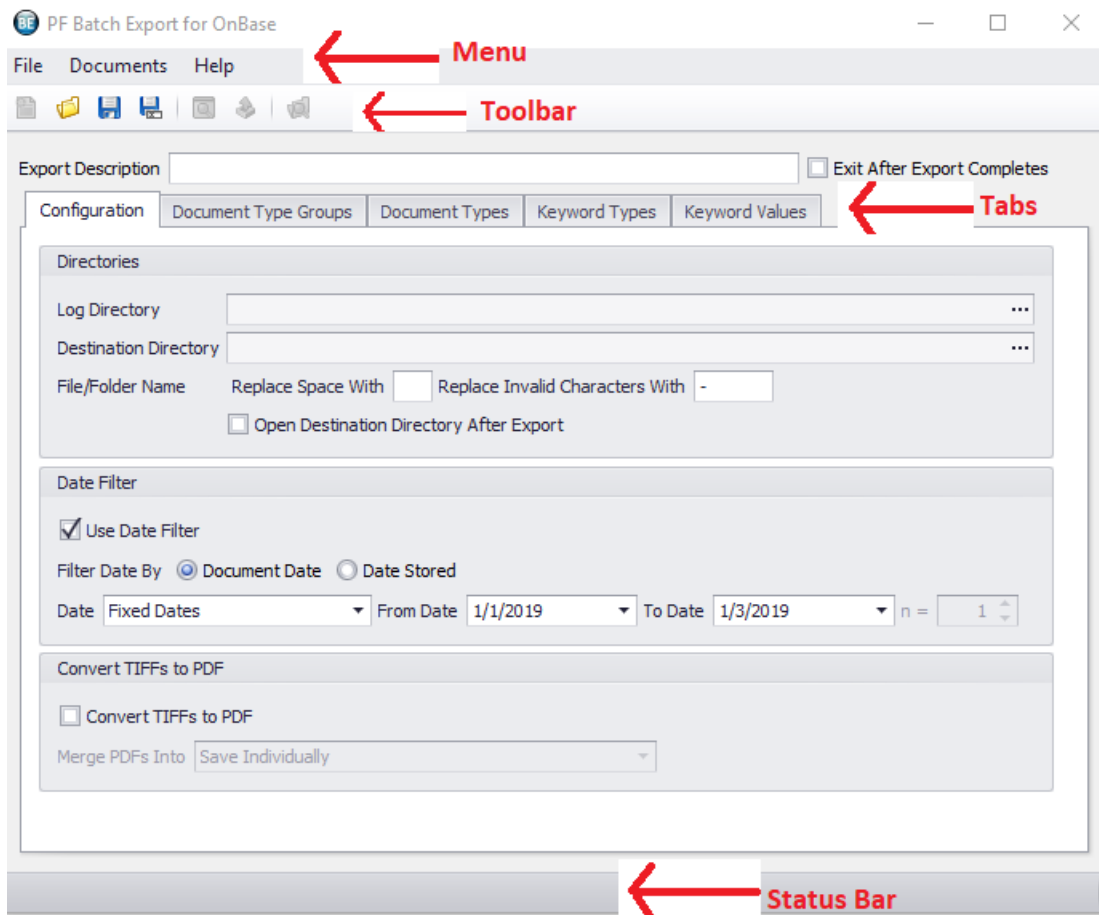 BE PF Batch Export for OnBase
Menu
File Documents Help
Toolbar
Export Description Exit After Export Completes
Configuration Document Type Groups Document Types Keyword Types Keyword Values Tabs
Directories
Log Directory ...
Destination Directory ...
File/Folder Name Replace Space With Replace Invalid Characters With -
Open Destination Directory After Export
Date Filter
Use Date Filter
Filter Date By Document Date Date Stored
Date Fixed Dates From Date 1/1/2019 To Date 1/3/2019 n = 1
Convert TIFFs to PDF
Convert TIFFs to PDF
Merge PDFs Into Save Individually
Status Bar